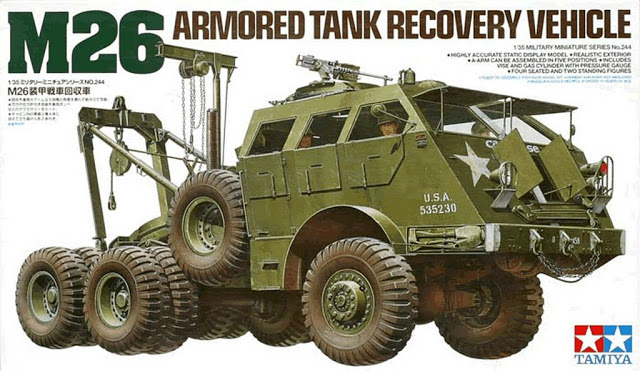 M26 ARMORED TANK RECOVERY VEHICLE
1/35 MILITARY MINIATURE SERIES No.244
• HIGHLY ACCURATE STATIC DISPLAY MODEL • REALISTIC EXTERIOR
• A-ARM CAN BE ASSEMBLED IN FIVE POSITIONS • INCLUDES
VISE AND GAS CYLINDER WITH PRESSURE GAUGE
• FOUR SEATED AND TWO STANDING FIGURES
1/35 ミリタリーミニチュアシリーズNO.244
M26装甲戦車回収車
U.S.A.
535230
TAMIYA